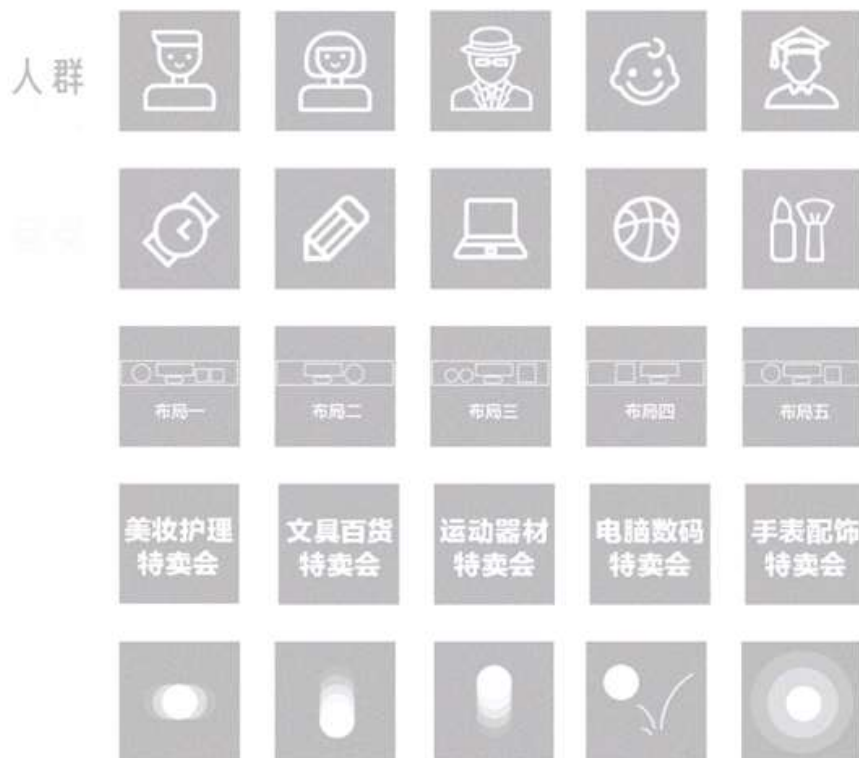 人群
布局一
布局二
布局三
布局四
布局五
美妆护理
特卖会
文具百货
特卖会
运动器材
特卖会
电脑数码
特卖会
手表配饰
特卖会